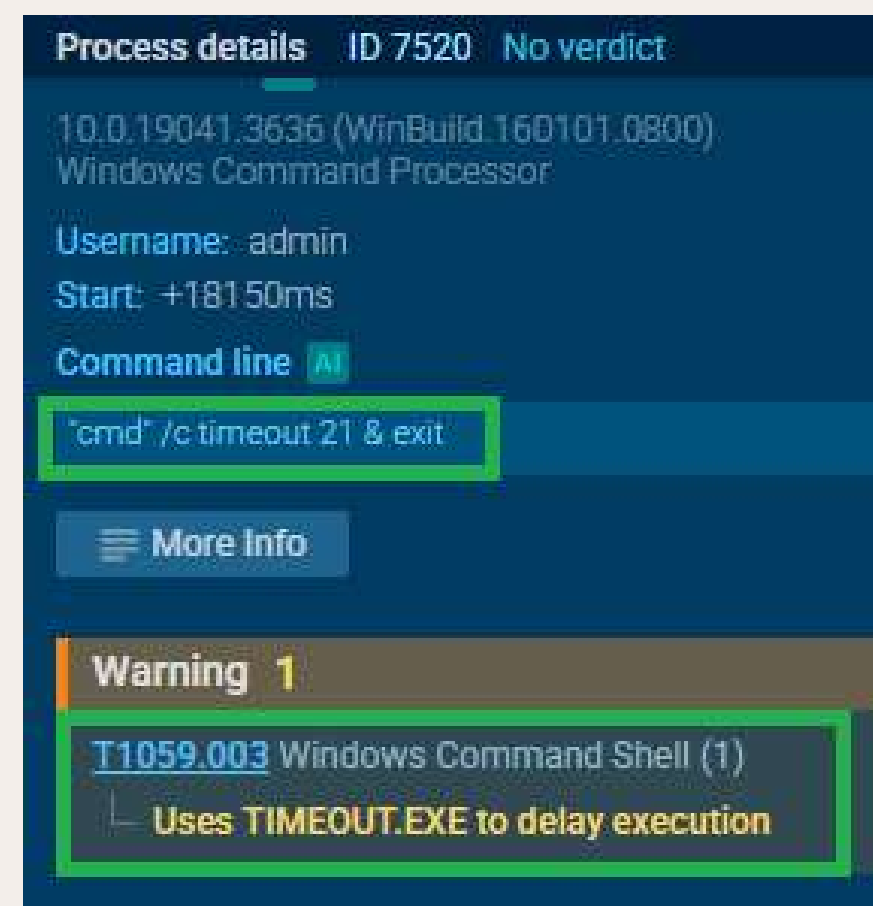 Process details ID 7520 No verdict
10.0.19041.3636 (WinBuild.160101.0800)
Windows Command Processor
Username: admin
Start: +18150ms
Command line AI
"cmd" /c timeout 21 & exit
More Info
Warning 1
T1059.003 Windows Command Shell (1)
Uses TIMEOUT.EXE to delay execution